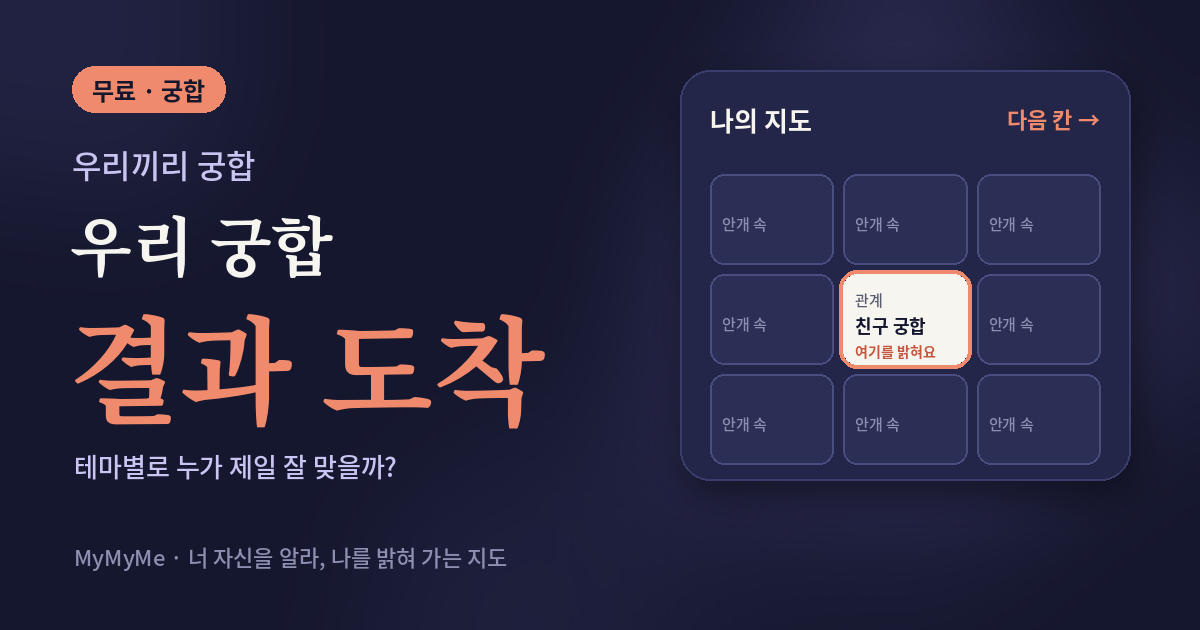 무료 · 궁합
우리끼리 궁합
우리 궁합
결과 도착
테마별로 누가 제일 잘 맞을까?
MyMyMe · 너 자신을 알라, 나를 밝혀 가는 지도
나의 지도
다음 칸 →
안개 속
안개 속
안개 속
안개 속
관계
친구 궁합
여기를 밝혀요
안개 속
안개 속
안개 속
안개 속